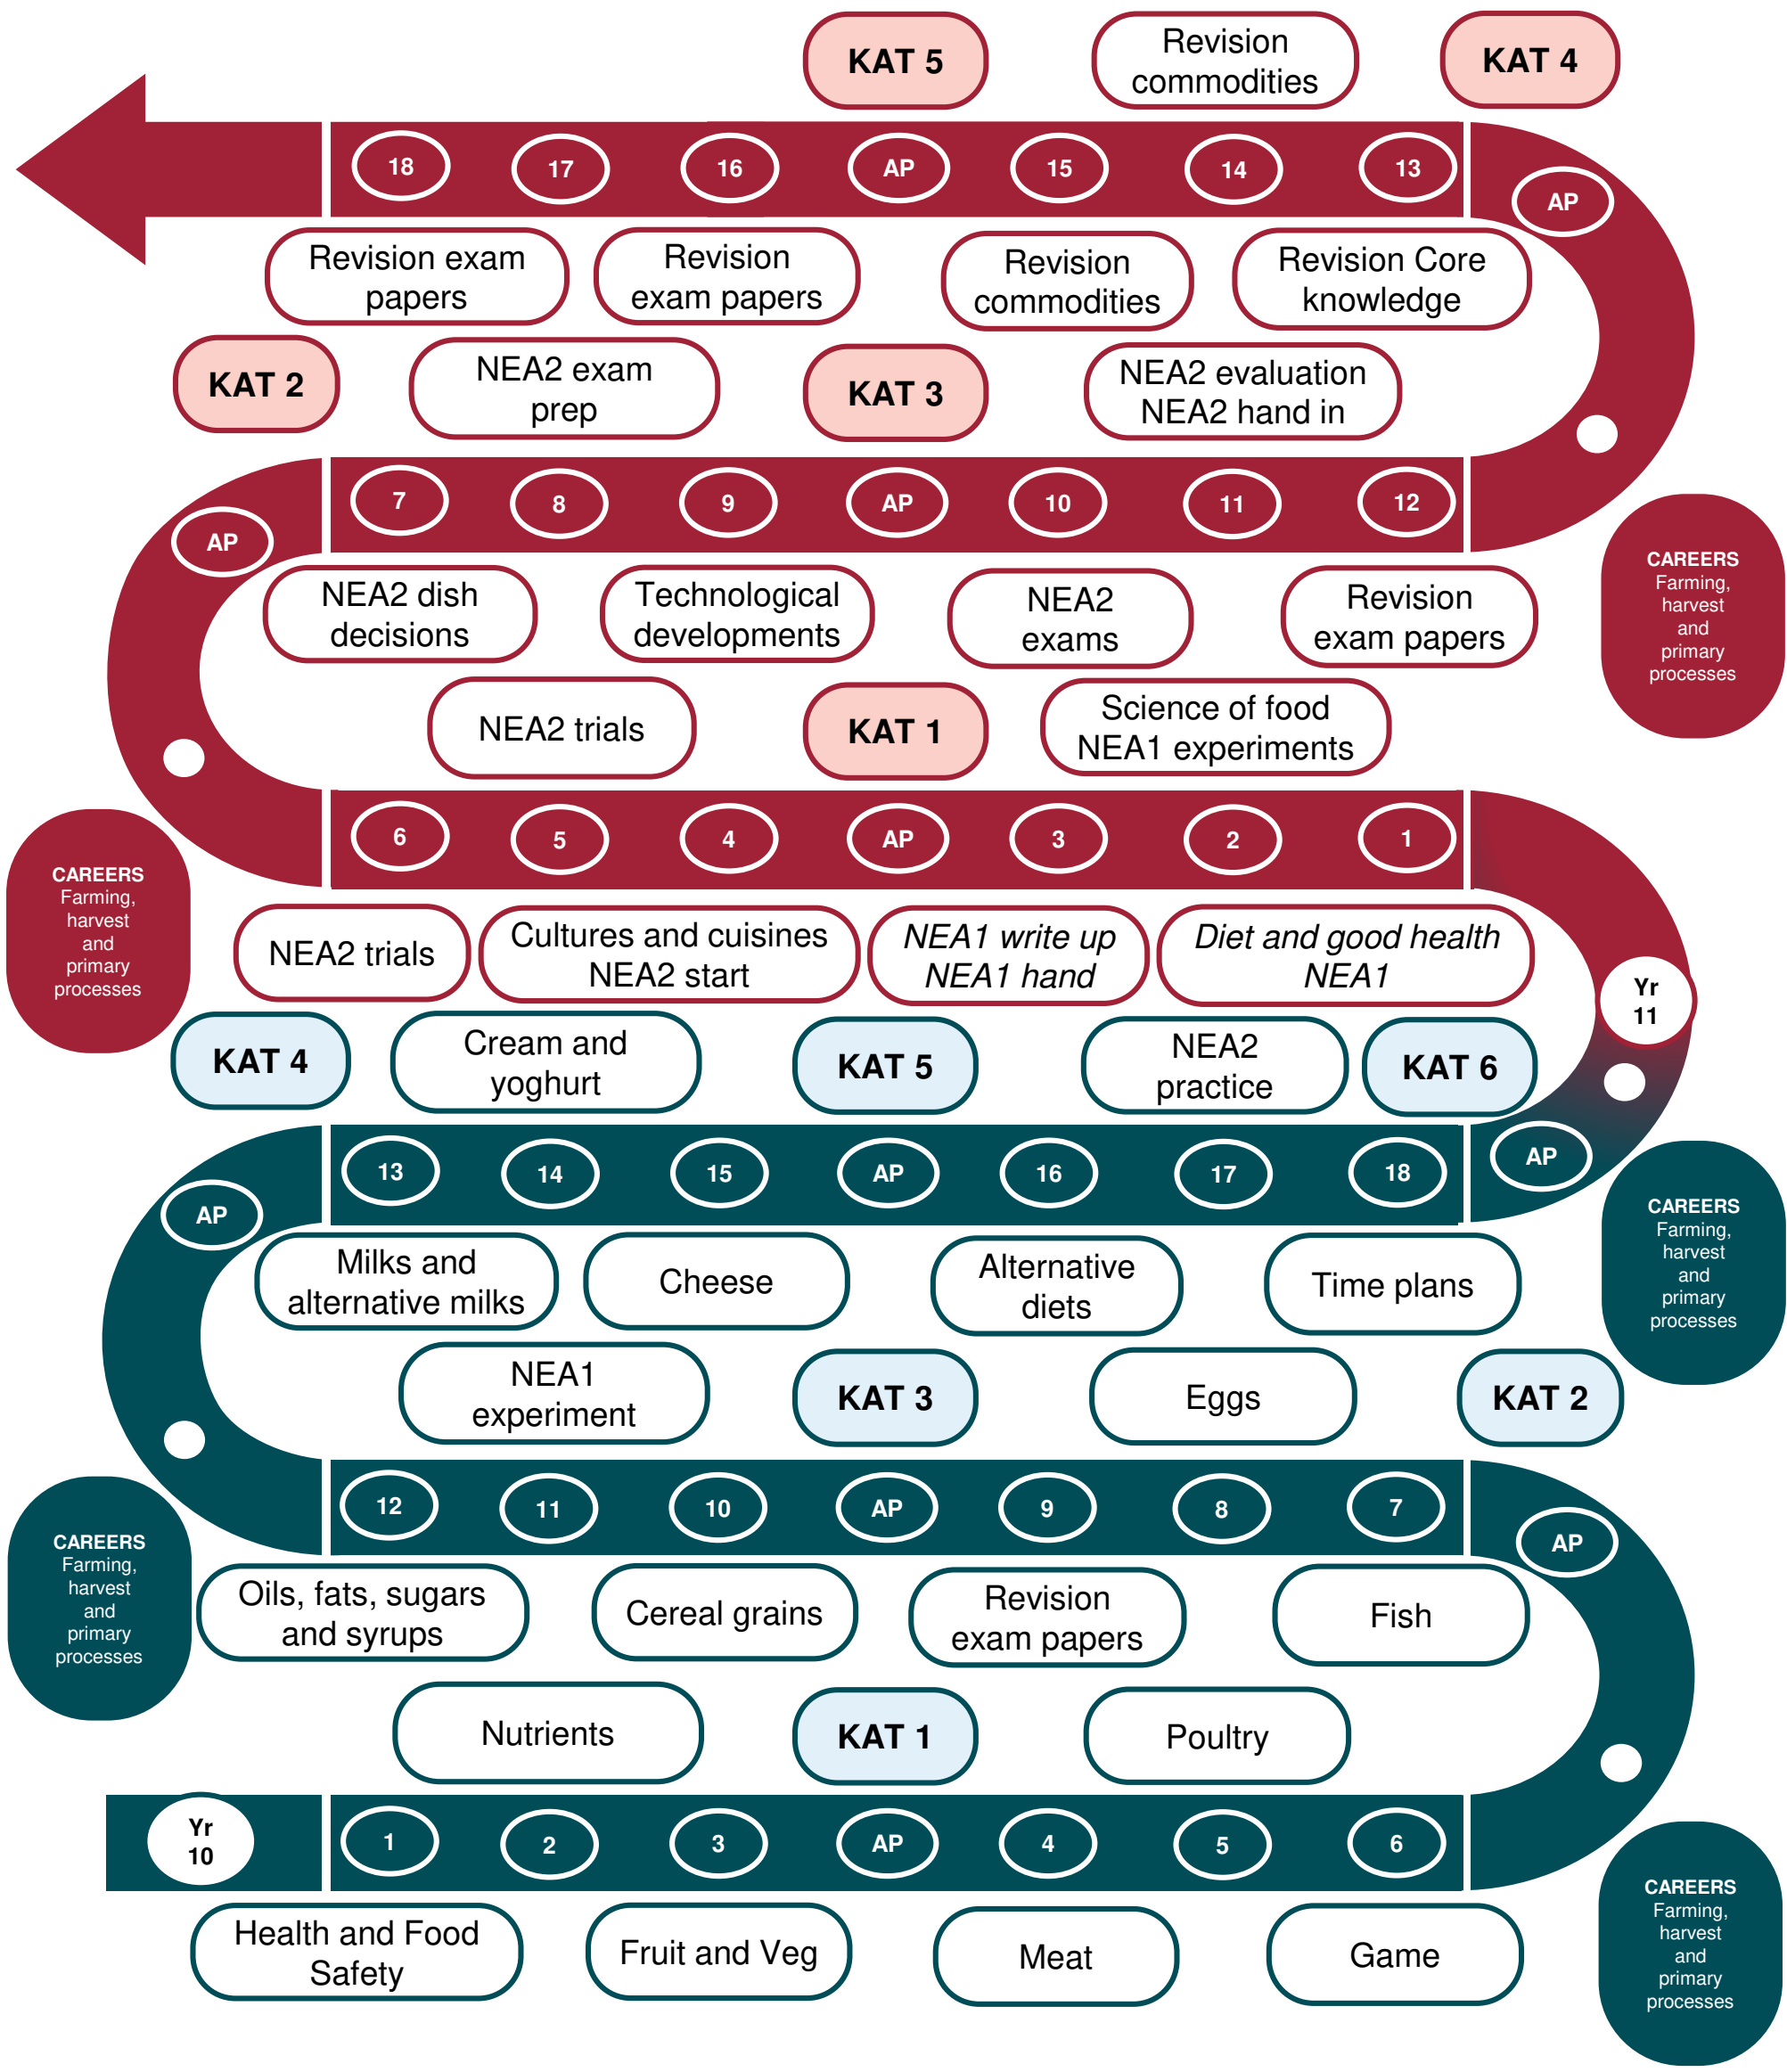 KAT 5
Revision
commodities
KAT 4
18
17
16
AP
15
14
13
AP
Revision exam
papers
Revision
exam papers
Revision
commodities
Revision Core
knowledge
KAT 2
NEA2 exam
prep
KAT 3
NEA2 evaluation
NEA2 hand in
AP
7
8
9
AP
10
11
12
NEA2 dish
decisions
Technological
developments
NEA2
exams
Revision
exam papers
CAREERS
Farming,
harvest
and
primary
processes
NEA2 trials
KAT 1
Science of food
NEA1 experiments
6
5
4
AP
3
2
1
CAREERS
Farming,
harvest
and
primary
processes
NEA2 trials
Cultures and cuisines
NEA2 start
NEA1 write up
NEA1 hand
Diet and good health
NEA1
Yr
11
KAT 4
Cream and
yoghurt
KAT 5
NEA2
practice
KAT 6
AP
13
14
15
AP
16
17
18
AP
Milks and
alternative milks
Cheese
Alternative
diets
Time plans
CAREERS
Farming,
harvest
and
primary
processes
NEA1
experiment
KAT 3
Eggs
KAT 2
12
11
10
AP
9
8
7
AP
CAREERS
Farming,
harvest
and
primary
processes
Oils, fats, sugars
and syrups
Cereal grains
Revision
exam papers
Fish
Nutrients
KAT 1
Poultry
Yr
10
1
2
3
AP
4
5
6
Health and Food
Safety
Fruit and Veg
Meat
Game
CAREERS
Farming,
harvest
and
primary
processes